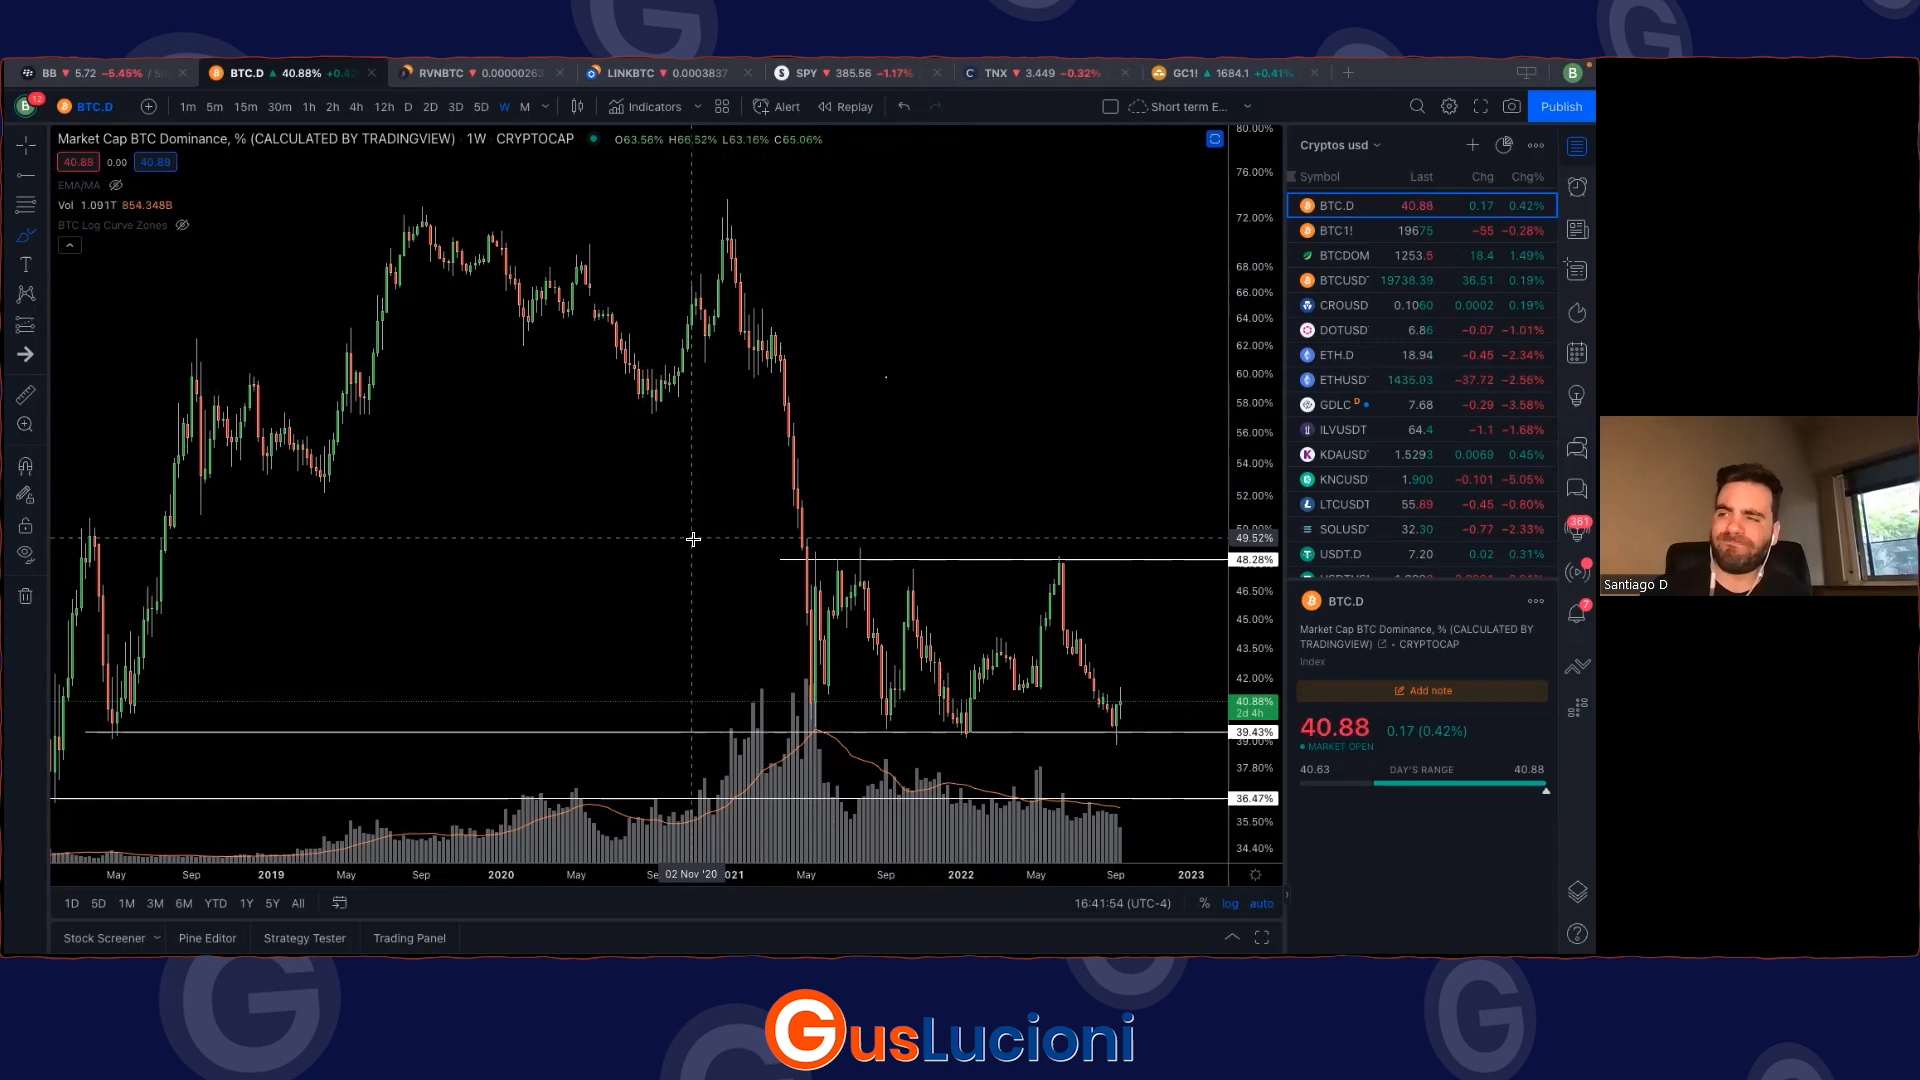 BB ▼ 5.72 −5.45%
BTC.D ▲ 40.88%
RVNBTC ▼ 0.00000263
LINKBTC ▼ 0.0003837
SPY ▼ 385.56 −1.17%
TNX ▼ 3.449 −0.32%
GC1! ▲ 1684.1 +0.41%
B
B 12
BTC.D
1m 5m 15m 30m 1h 2h 4h 12h D 2D 3D 5D W M
Indicators
Alert
Replay
Short term E...
Publish
Market Cap BTC Dominance, % (CALCULATED BY TRADINGVIEW) · 1W · CRYPTOCAP
O63.56% H66.52% L63.16% C65.06%
40.88 0.00 40.89
EMA/MA
Vol 1.091T 854.348B
BTC Log Curve Zones
80.00%
76.00%
72.00%
68.00%
66.00%
64.00%
62.00%
60.00%
58.00%
56.00%
54.00%
52.00%
49.52%
48.28%
46.50%
45.00%
43.50%
42.00%
40.88%
2d 4h
39.43%
39.00%
37.80%
36.47%
35.50%
34.40%
May Sep 2019 May Sep 2020 May 02 Nov '20 May Sep 2022 May Sep 2023
1D 5D 1M 3M 6M YTD 1Y 5Y All
16:41:54 (UTC-4) % log auto
Stock Screener
Pine Editor
Strategy Tester
Trading Panel
Cryptos usd
Symbol Last Chg Chg%
BTC.D 40.88 0.17 0.42%
BTC1! 19675 −55 −0.28%
BTCDOM 1253.5 18.4 1.49%
BTCUSD 19738.39 36.51 0.19%
CROUSD 0.1060 0.0002 0.19%
DOTUSD 6.86 −0.07 −1.01%
ETH.D 18.94 −0.45 −2.34%
ETHUSD 1435.03 −37.72 −2.56%
GDLC D 7.68 −0.29 −3.58%
ILVUSDT 64.4 −1.1 −1.68%
KDAUSD 1.5293 0.0069 0.45%
KNCUSD 1.900 −0.101 −5.05%
LTCUSDT 55.89 −0.45 −0.80%
SOLUSD 32.30 −0.77 −2.33%
USDT.D 7.20 0.02 0.31%
BTC.D
Market Cap BTC Dominance, % (CALCULATED BY
TRADINGVIEW) · CRYPTOCAP
Index
Add note
40.88 0.17 (0.42%)
MARKET OPEN
40.63 DAY'S RANGE 40.88
361
7
Santiago D
GusLucioni